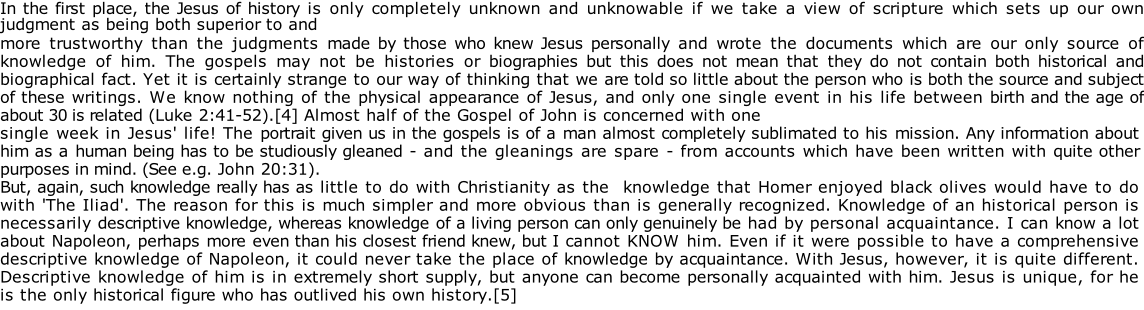 In the first place, the Jesus of history is only completely unknown and unknowable if we take a view of scripture which sets up our own
judgment as being both superior to and
more trustworthy than the judgments made by those who knew Jesus personally and wrote the documents which are our only source of
knowledge of him. The gospels may not be histories or biographies but this does not mean that they do not contain both historical and
biographical fact. Yet it is certainly strange to our way of thinking that we are told so little about the person who is both the source and subject
of these writings. We know nothing of the physical appearance of Jesus, and only one single event in his life between birth and the age of
about 30 is related (Luke 2:41-52).[4] Almost half of the Gospel of John is concerned with one
single week in Jesus' life! The portrait given us in the gospels is of a man almost completely sublimated to his mission. Any information about
him as a human being has to be studiously gleaned - and the gleanings are spare - from accounts which have been written with quite other
purposes in mind. (See e.g. John 20:31).
But, again, such knowledge really has as little to do with Christianity as the knowledge that Homer enjoyed black olives would have to do
with 'The Iliad'. The reason for this is much simpler and more obvious than is generally recognized. Knowledge of an historical person is
necessarily descriptive knowledge, whereas knowledge of a living person can only genuinely be had by personal acquaintance. I can know a lot
about Napoleon, perhaps more even than his closest friend knew, but I cannot KNOW him. Even if it were possible to have a comprehensive
descriptive knowledge of Napoleon, it could never take the place of knowledge by acquaintance. With Jesus, however, it is quite different.
Descriptive knowledge of him is in extremely short supply, but anyone can become personally acquainted with him. Jesus is unique, for he
is the only historical figure who has outlived his own history.[5]